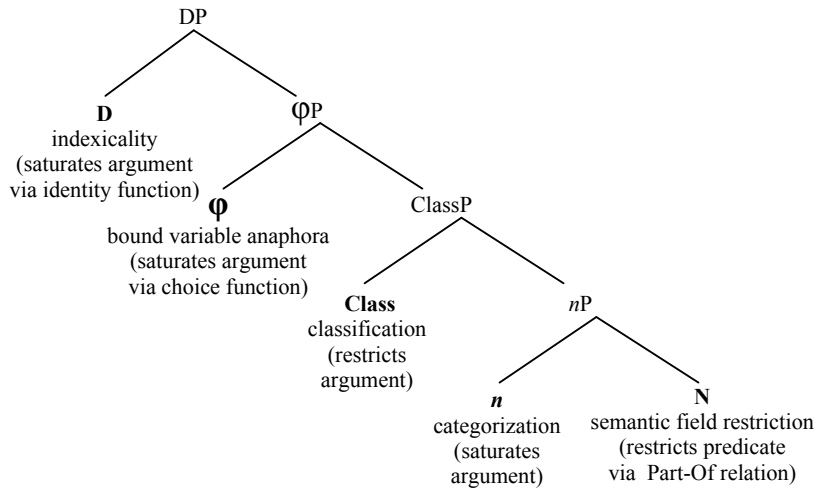 DP
D
indexicality
(saturates argument
via identity function)
φP
φ
bound variable anaphora
(saturates argument
via choice function)
ClassP
Class
classification
(restricts
argument)
nP
n
categorization
(saturates
argument)
N
semantic field restriction
(restricts predicate
via Part-Of relation)